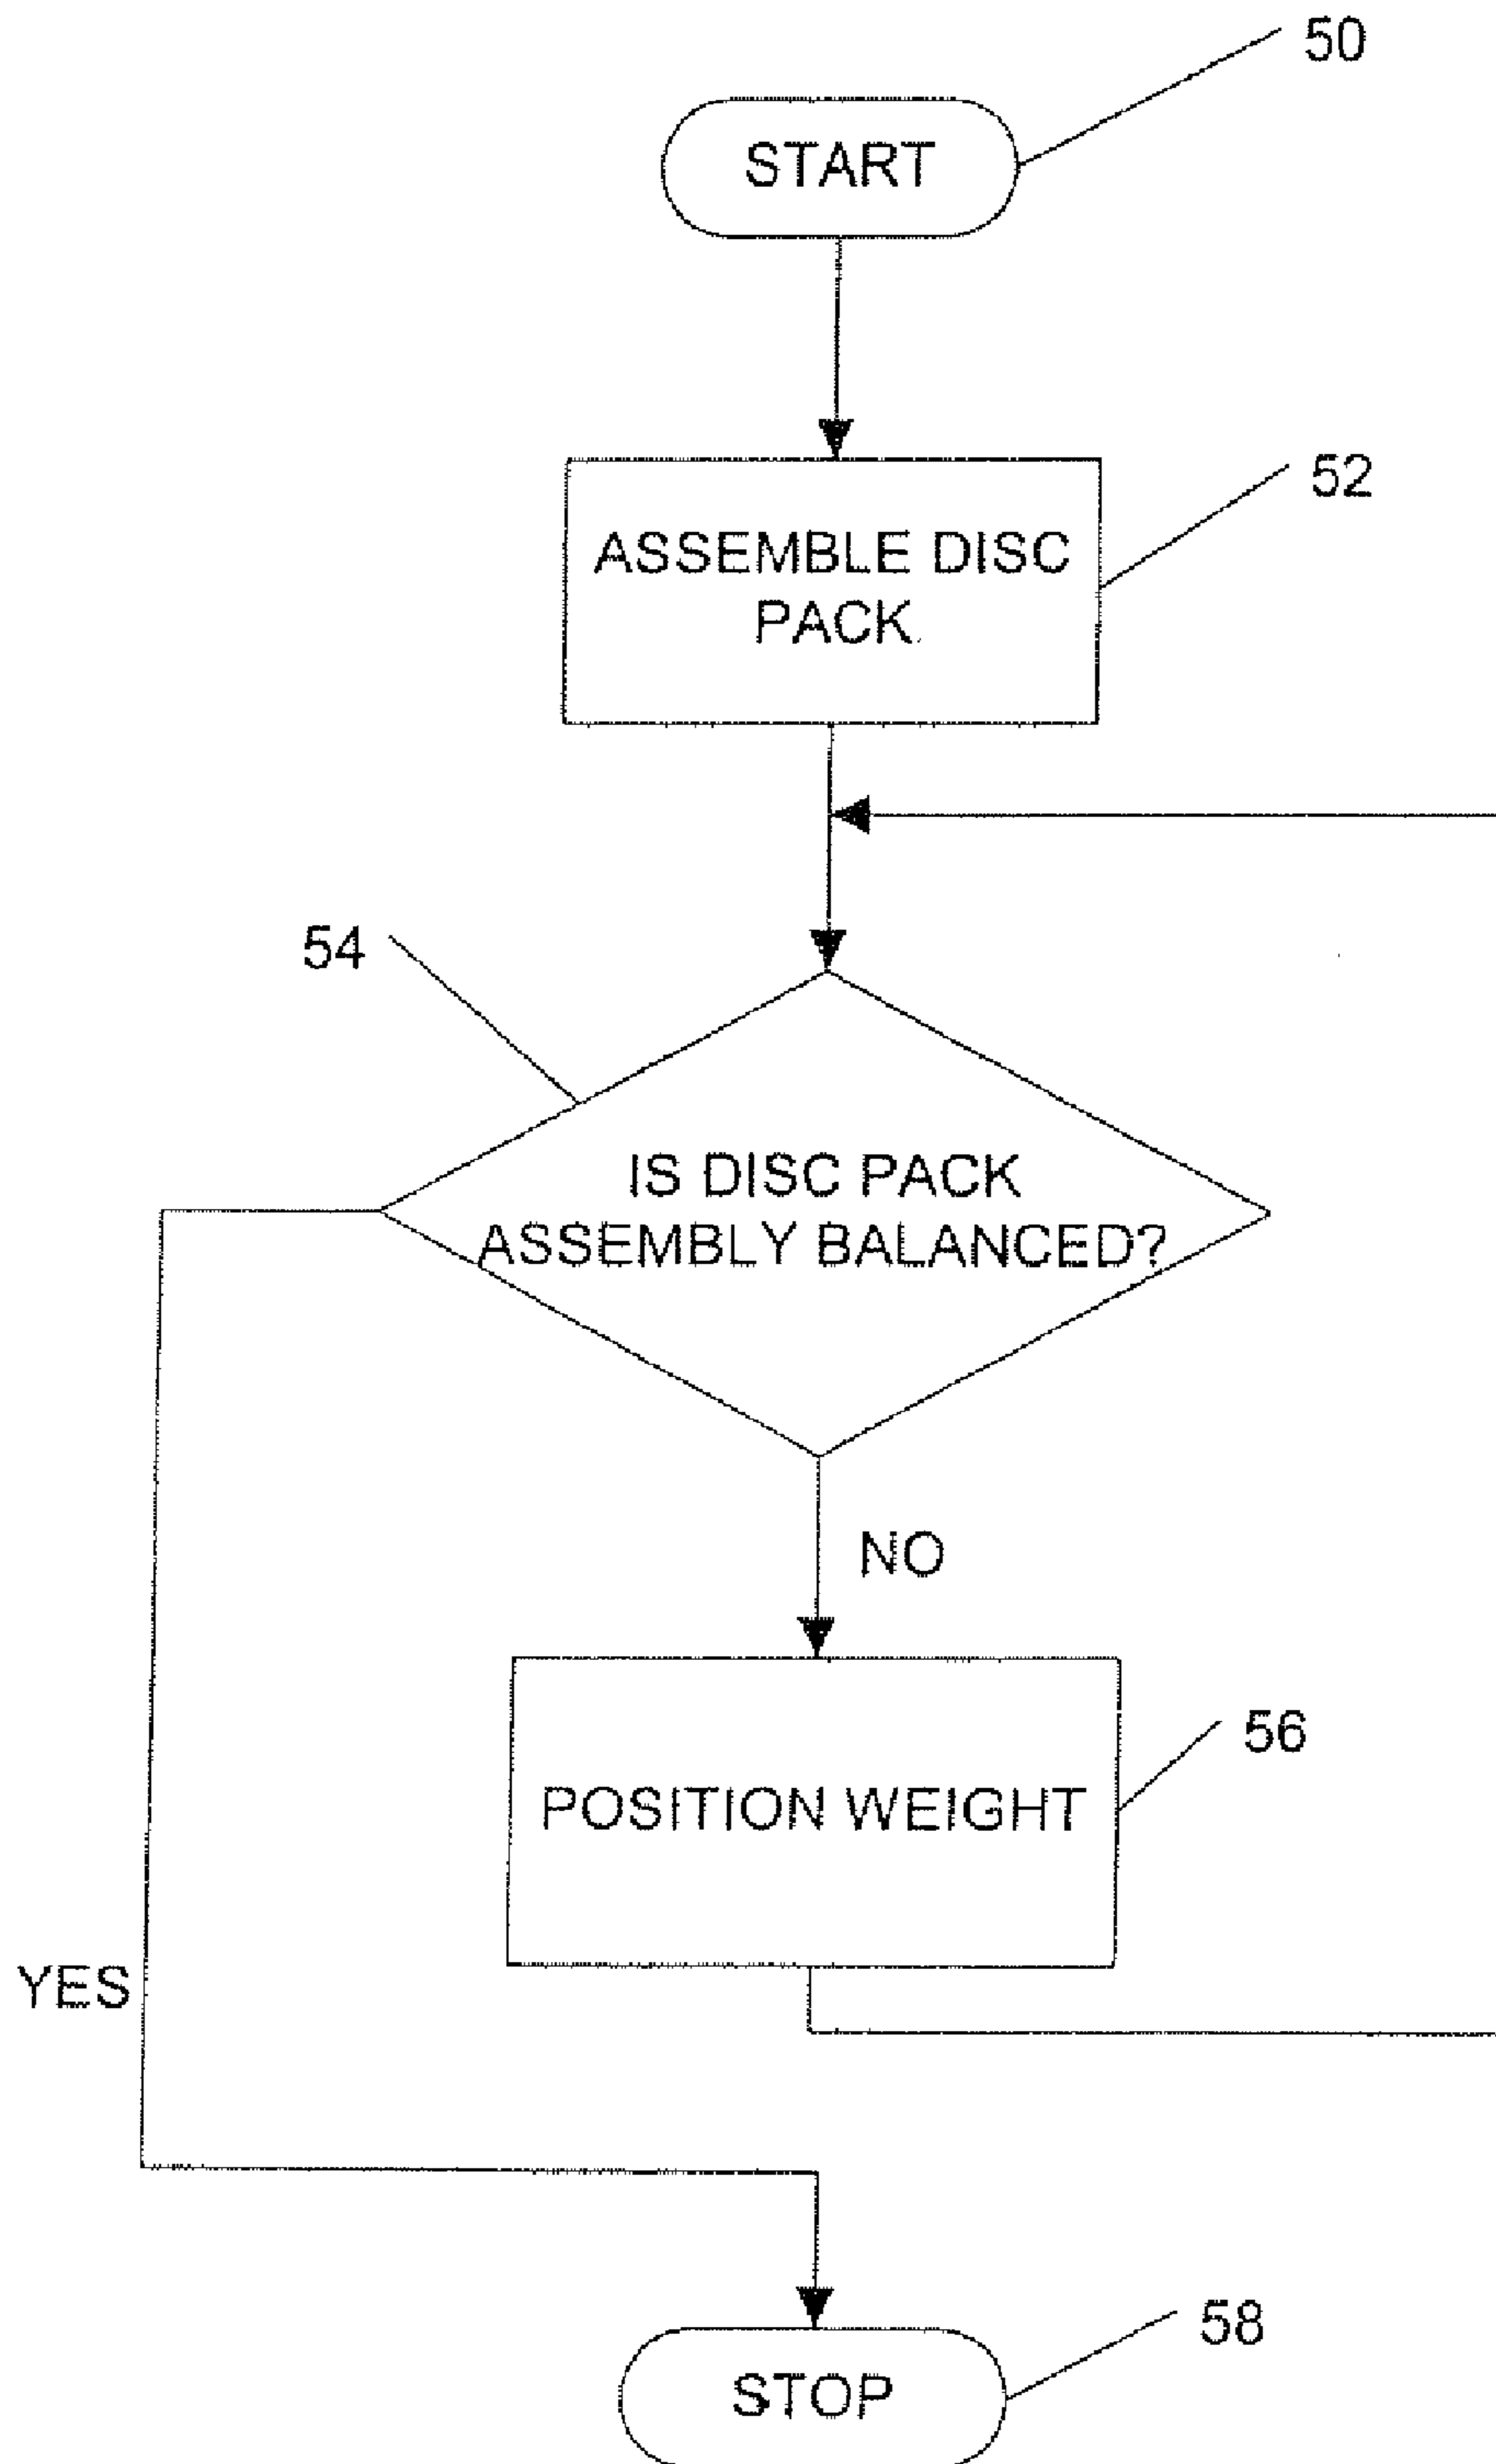 50
START
52
ASSEMBLE DISC
PACK
54
IS DISC PACK
ASSEMBLY BALANCED?
NO
56
POSITION WEIGHT
YES
58
STOP